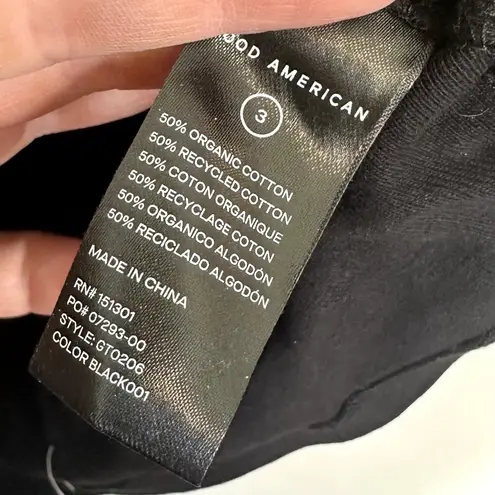 GOOD AMERICAN
3
50% ORGANIC COTTON
50% RECYCLED COTTON
50% COTON ORGANIQUE
50% RECYCLAGE COTON
50% ORGANICO ALGODÓN
50% RECICLADO ALGODÓN
MADE IN CHINA
RN# 151301
PO# 07293-00
STYLE: GT0206
COLOR BLACK001